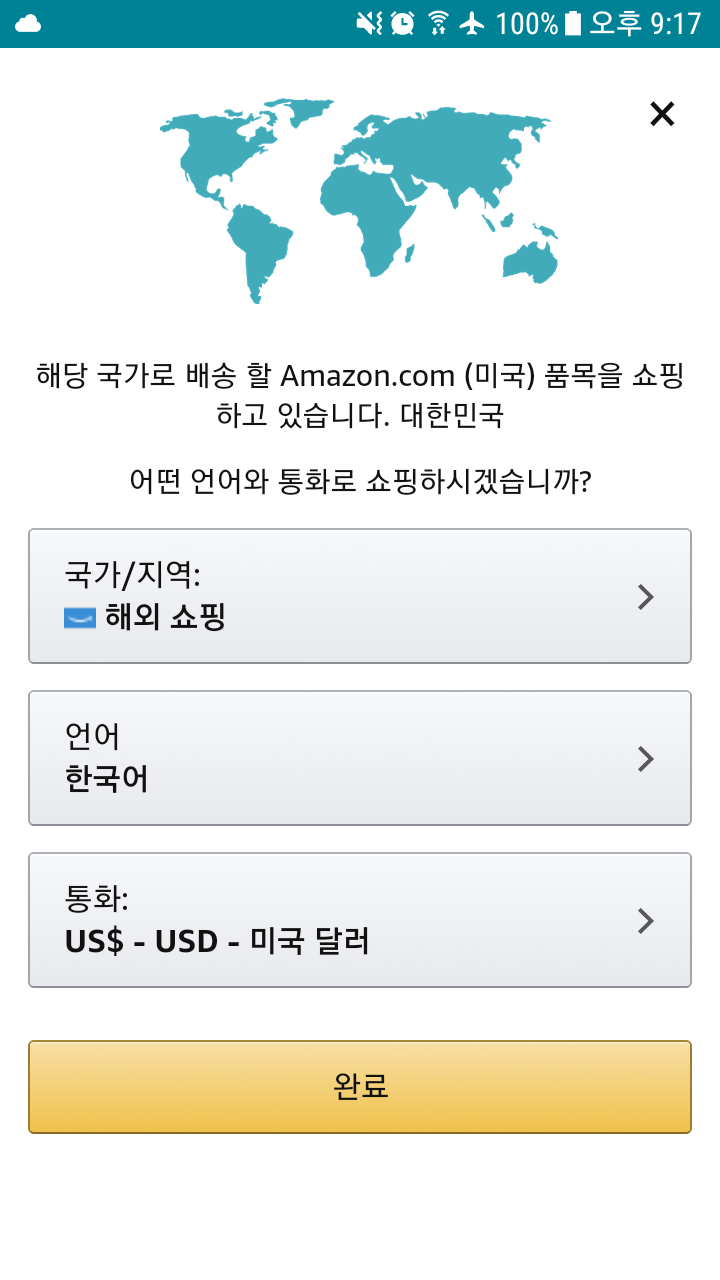 100% 오후 9:17
해당 국가로 배송 할 Amazon.com (미국) 품목을 쇼핑
하고 있습니다. 대한민국
어떤 언어와 통화로 쇼핑하시겠습니까?
국가/지역:
해외 쇼핑
언어
한국어
통화:
US$ - USD - 미국 달러
완료